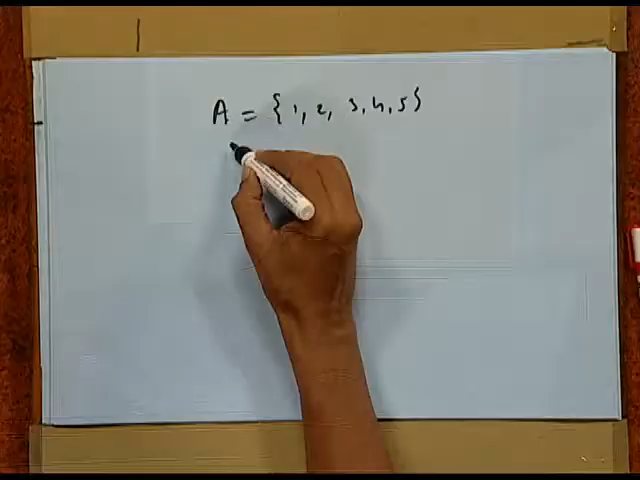 A = {1, 2, 3, 4, 5}